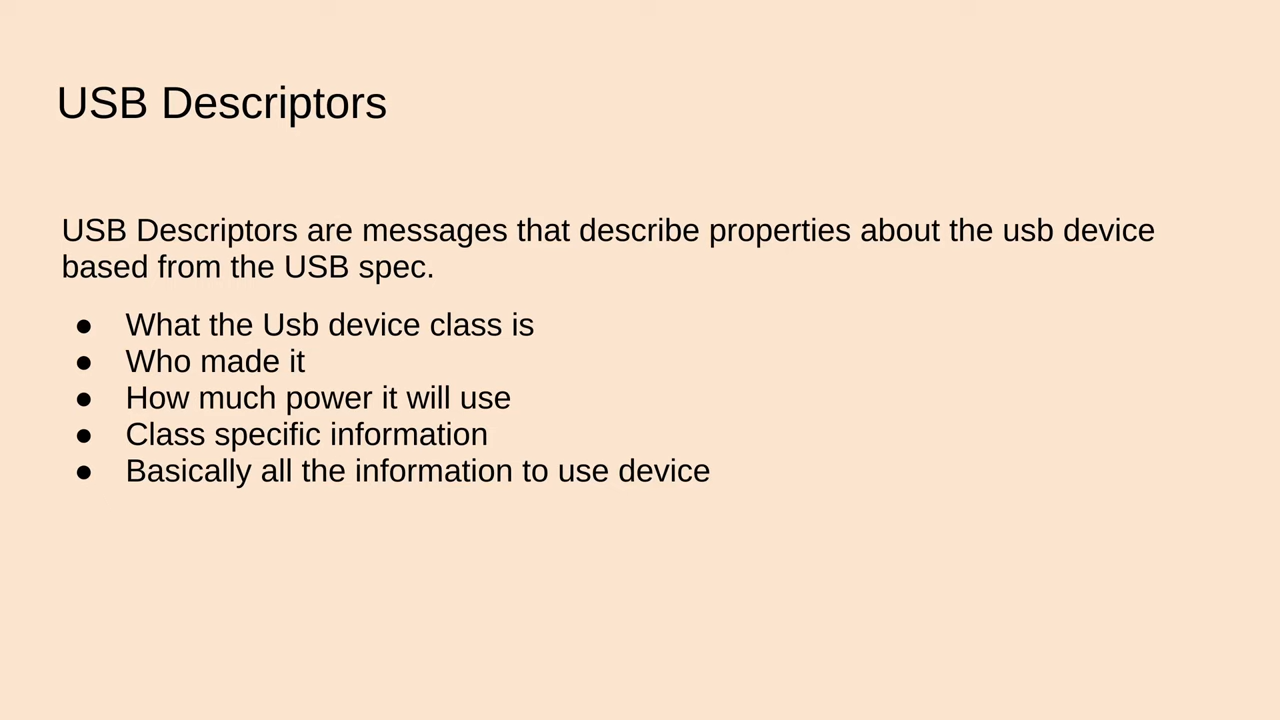 USB Descriptors
USB Descriptors are messages that describe properties about the usb device
based from the USB spec.
● What the Usb device class is
● Who made it
● How much power it will use
● Class specific information
● Basically all the information to use device